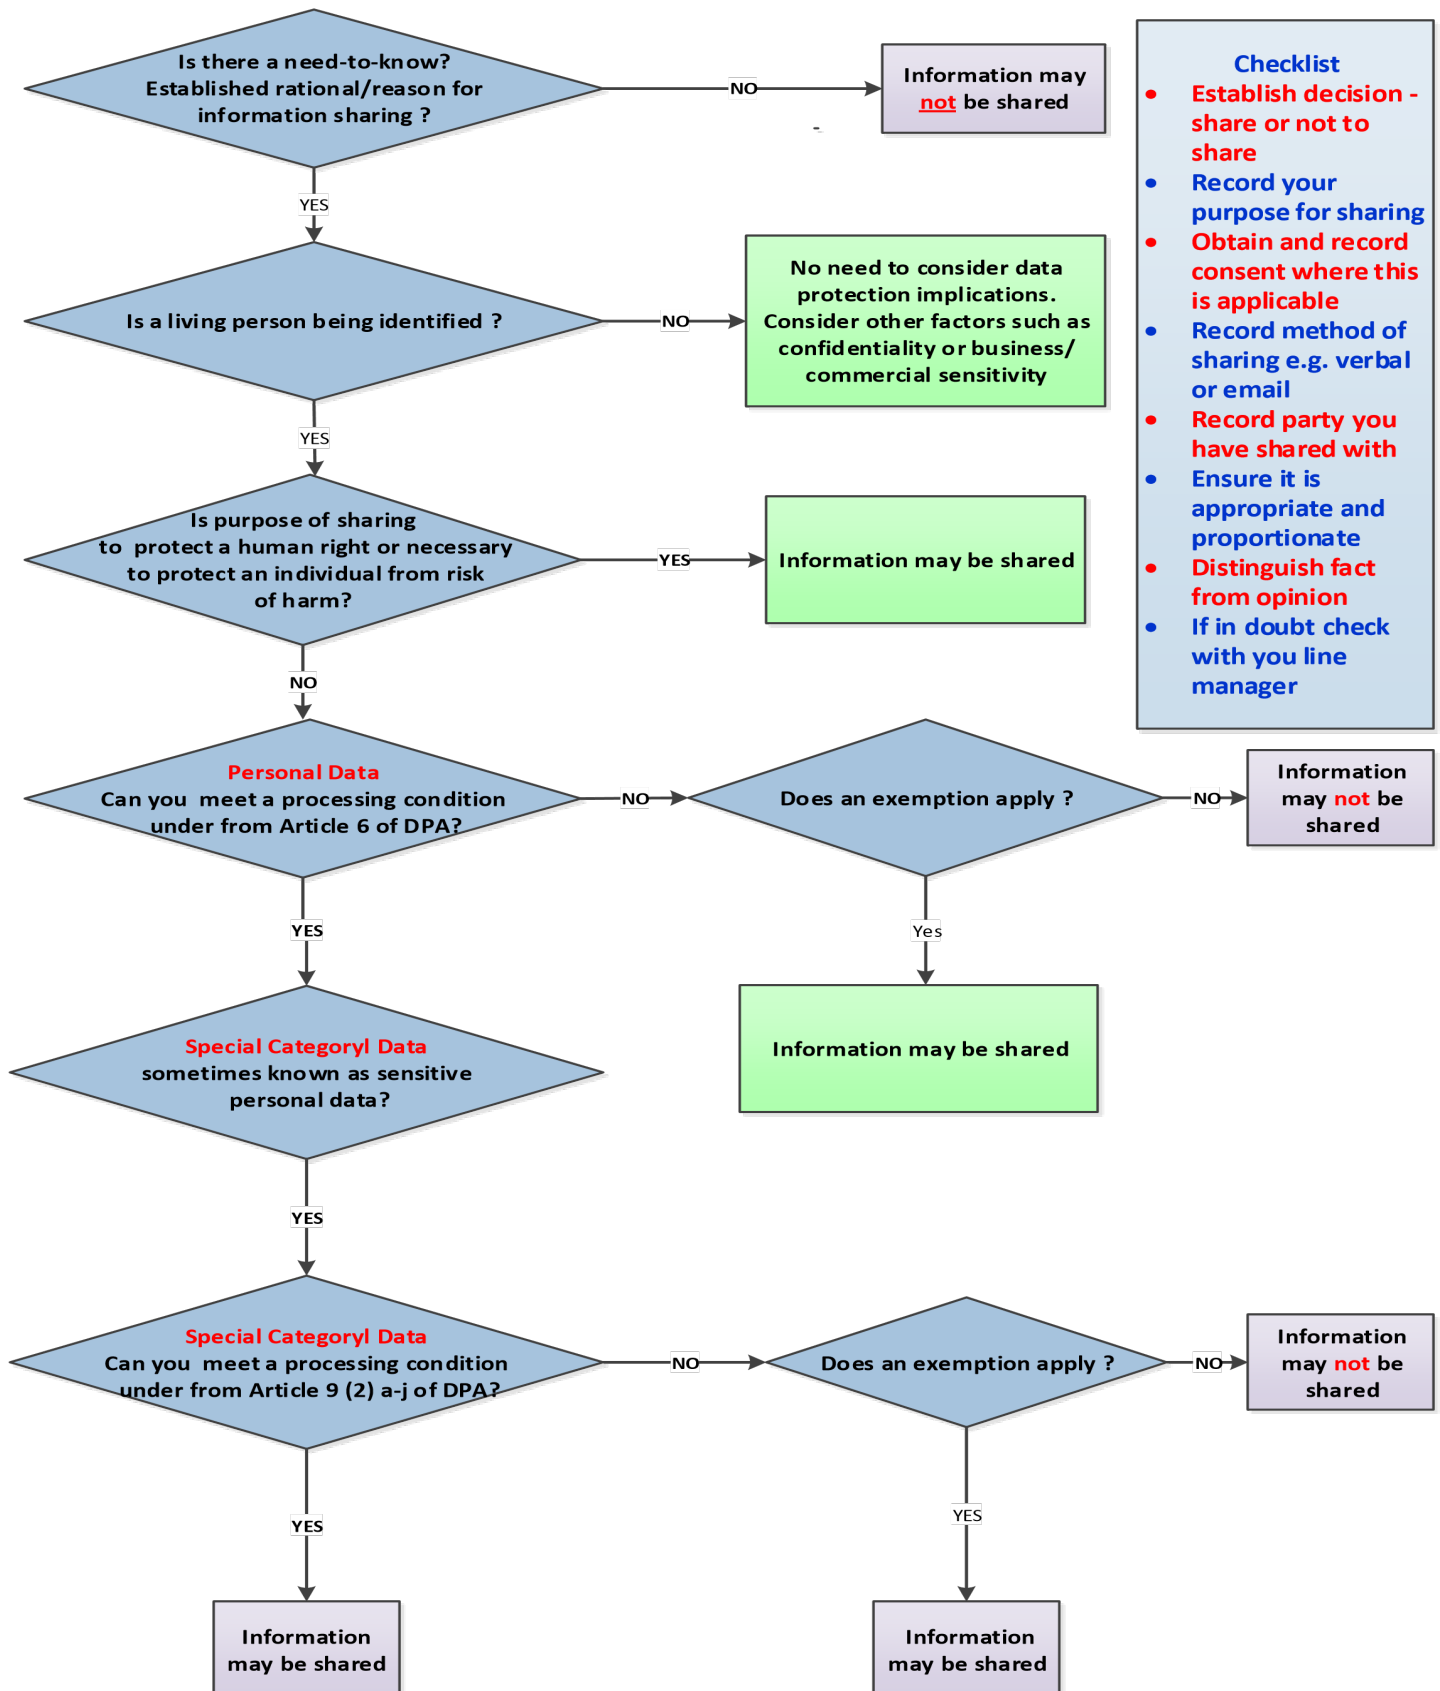 Is there a need-to-know?
Established rational/reason for
information sharing ?
NO
Information may
not be shared
YES
Is a living person being identified ?
NO
No need to consider data
protection implications.
Consider other factors such as
confidentiality or business/
commercial sensitivity
YES
Is purpose of sharing
to protect a human right or necessary
to protect an individual from risk
of harm?
YES
Information may be shared
NO
Checklist
• Establish decision -
share or not to
share
• Record your
purpose for sharing
• Obtain and record
consent where this
is applicable
• Record method of
sharing e.g. verbal
or email
• Record party you
have shared with
• Ensure it is
appropriate and
proportionate
• Distinguish fact
from opinion
• If in doubt check
with you line
manager
Personal Data
Can you meet a processing condition
under from Article 6 of DPA?
NO
Does an exemption apply ?
NO
Information
may not be
shared
YES
Yes
Information may be shared
Special Categoryl Data
sometimes known as sensitive
personal data?
YES
Special Categoryl Data
Can you meet a processing condition
under from Article 9 (2) a-j of DPA?
NO
Does an exemption apply ?
NO
Information
may not be
shared
YES
YES
Information
may be shared
Information
may be shared